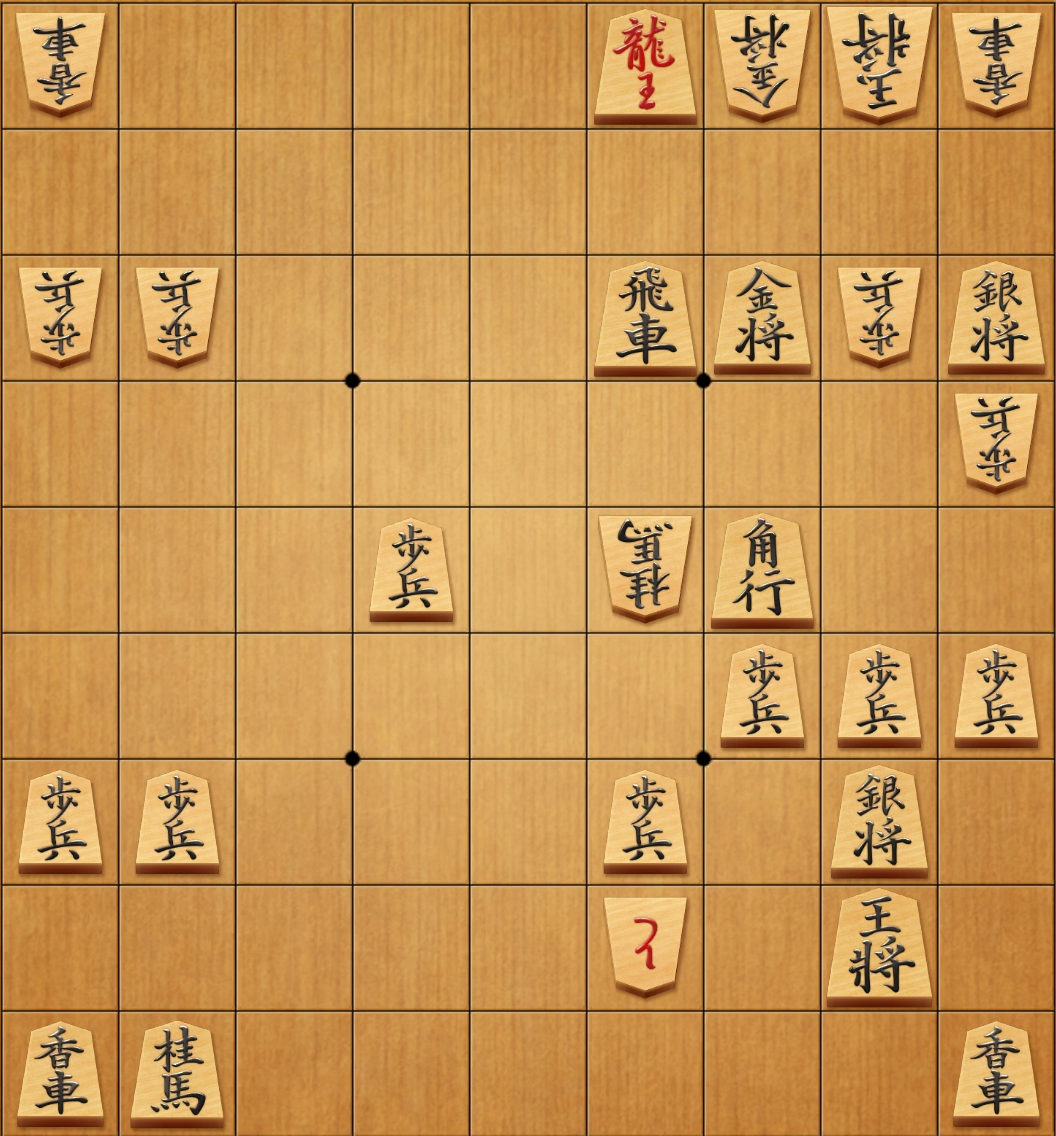 香車 龍王 金将 玉将 香車
歩兵 歩兵 飛車 金将 歩兵 銀将
歩兵
歩兵 桂馬 角行
歩兵 歩兵 歩兵
歩兵 歩兵 歩兵 銀将
と 王将
香車 桂馬 香車